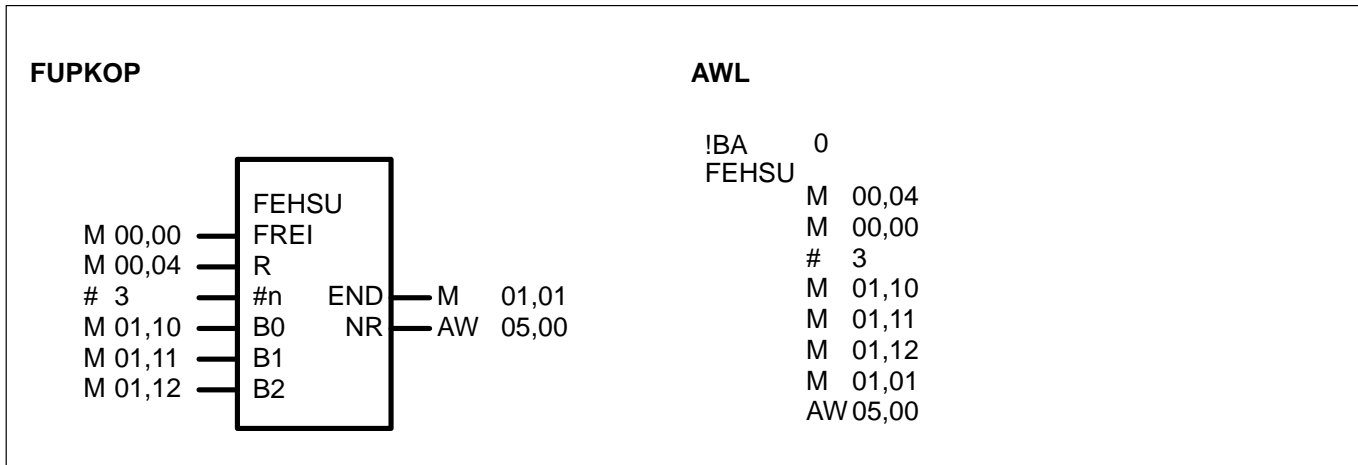 FUPKOP
FEHSU
M 00,00 FREI
M 00,04 R
# 3 #n END M 01,01
M 01,10 B0 NR AW 05,00
M 01,11 B1
M 01,12 B2
AWL
!BA 0
FEHSU
M 00,04
M 00,00
# 3
M 01,10
M 01,11
M 01,12
M 01,01
AW 05,00